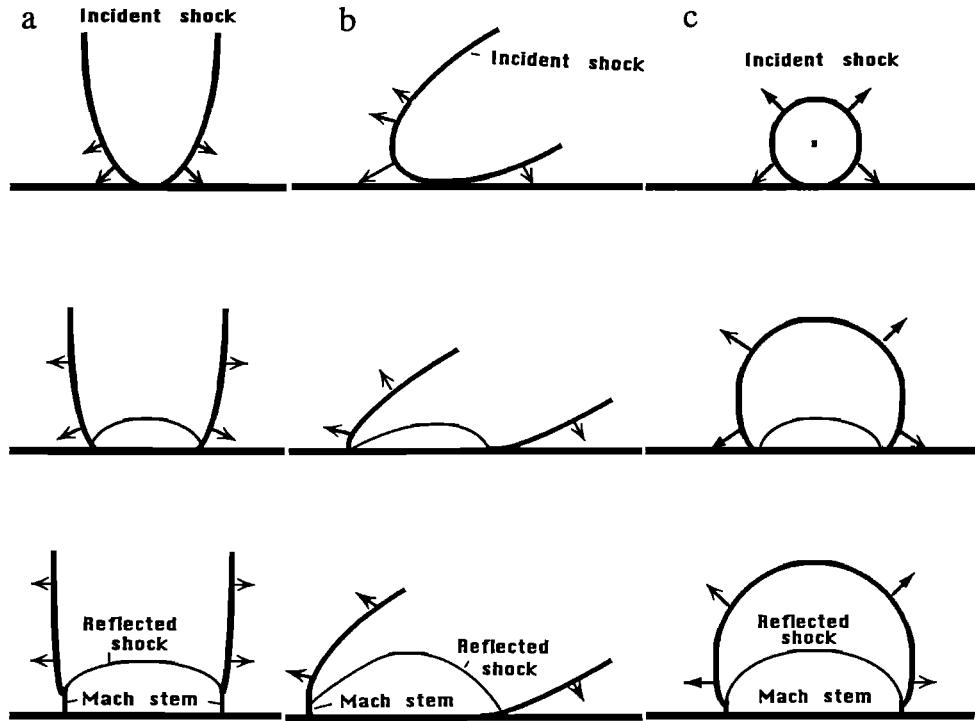 a
Incident shock
b
Incident shock
c
Incident shock
Reflected
shock
Mach stem
Reflected
shock
Mach stem
Reflected
shock
Mach stem